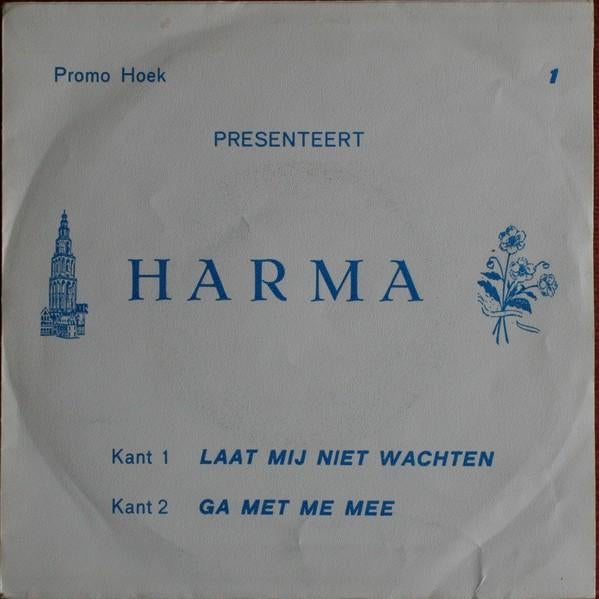 Promo Hoek 1
PRESENTEERT
HARMA
Kant 1 LAAT MIJ NIET WACHTEN
Kant 2 GA MET ME MEE